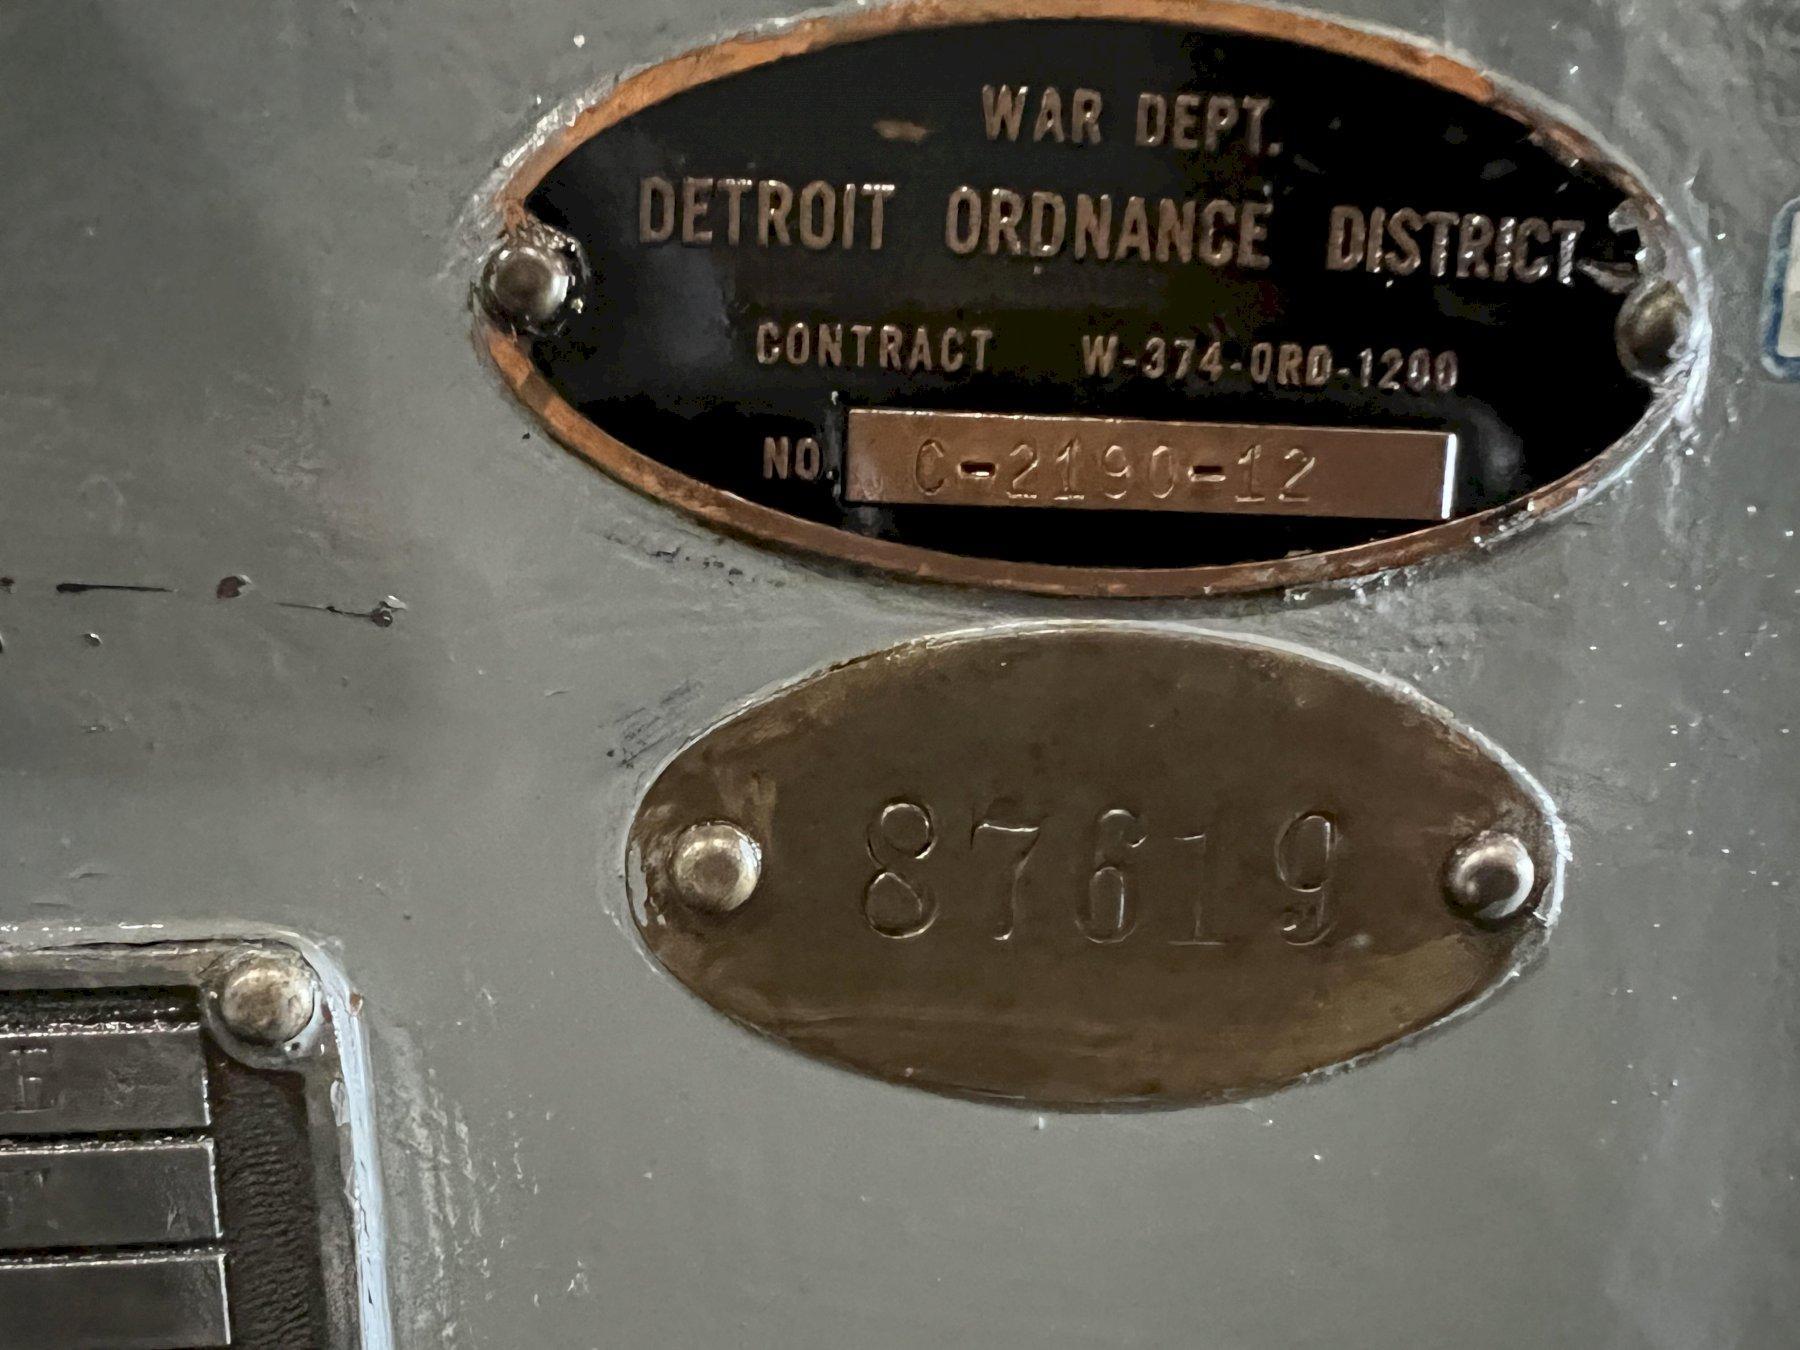 WAR DEPT.
DETROIT ORDNANCE DISTRICT
CONTRACT W-374-ORD-1200
NO. C-2190-12
87619